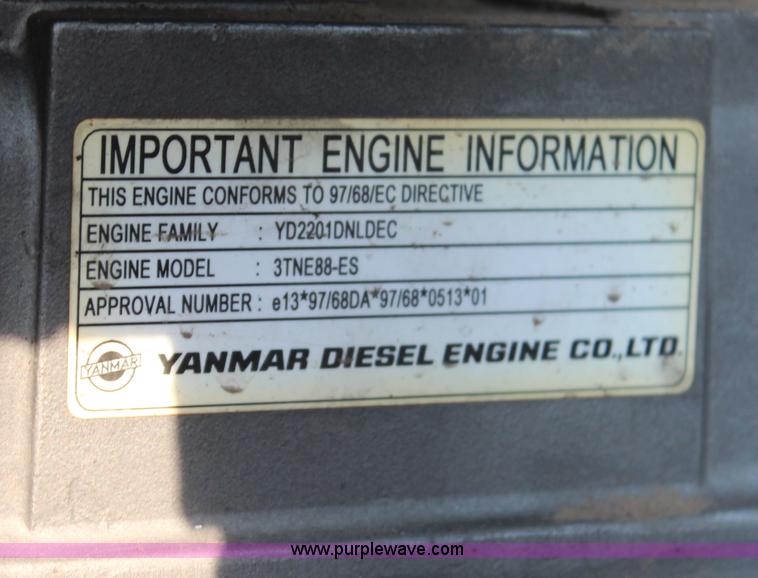 IMPORTANT ENGINE INFORMATION
THIS ENGINE CONFORMS TO 97/68/EC DIRECTIVE
ENGINE FAMILY : YD2201DNLDEC
ENGINE MODEL : 3TNE88-ES
APPROVAL NUMBER : e13*97/68DA*97/68*0513*01
YANMAR YANMAR DIESEL ENGINE CO.,LTD.
www.purplewave.com